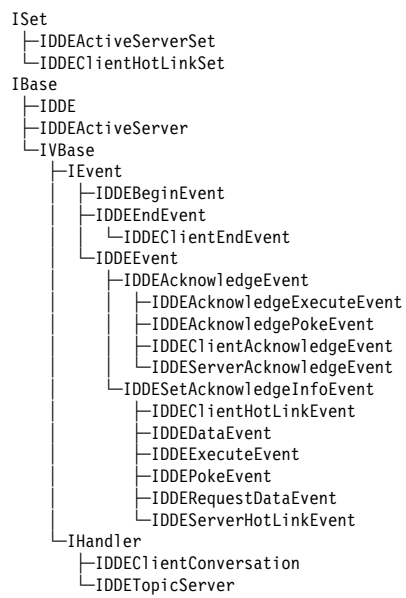 ISet
IDDEActiveServerSet
IDDEClientHotLinkSet
IBase
IDDE
IDDEActiveServer
IVBase
IEvent
IDDEBeginEvent
IDDEEndEvent
IDDEClientEndEvent
IDDEEvent
IDDEAcknowledgeEvent
IDDEAcknowledgeExecuteEvent
IDDEAcknowledgePokeEvent
IDDEClientAcknowledgeEvent
IDDEServerAcknowledgeEvent
IDDESetAcknowledgeInfoEvent
IDDEClientHotLinkEvent
IDDEDataEvent
IDDEExecuteEvent
IDDEPokeEvent
IDDERequestDataEvent
IDDEServerHotLinkEvent
IHandler
IDDEClientConversation
IDDETopicServer